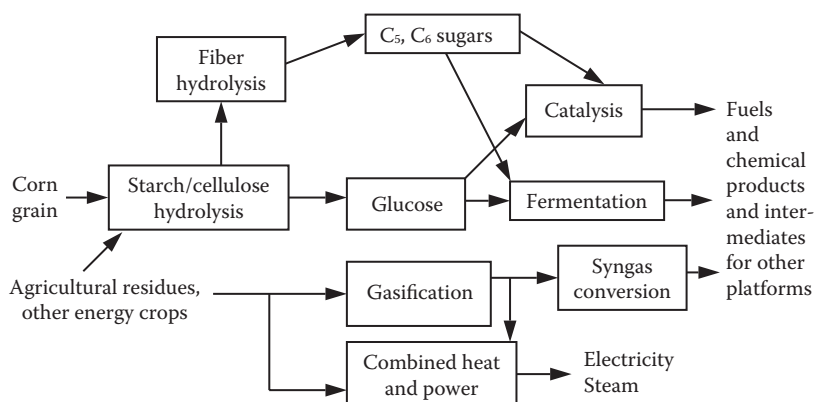 C₅, C₆ sugars
Fiber
hydrolysis
Catalysis
Fuels
and
chemical
products
and inter-
mediates
for other
platforms
Corn
grain
Starch/cellulose
hydrolysis
Glucose
Fermentation
Agricultural residues,
other energy crops
Gasification
Syngas
conversion
Combined heat
and power
Electricity
Steam